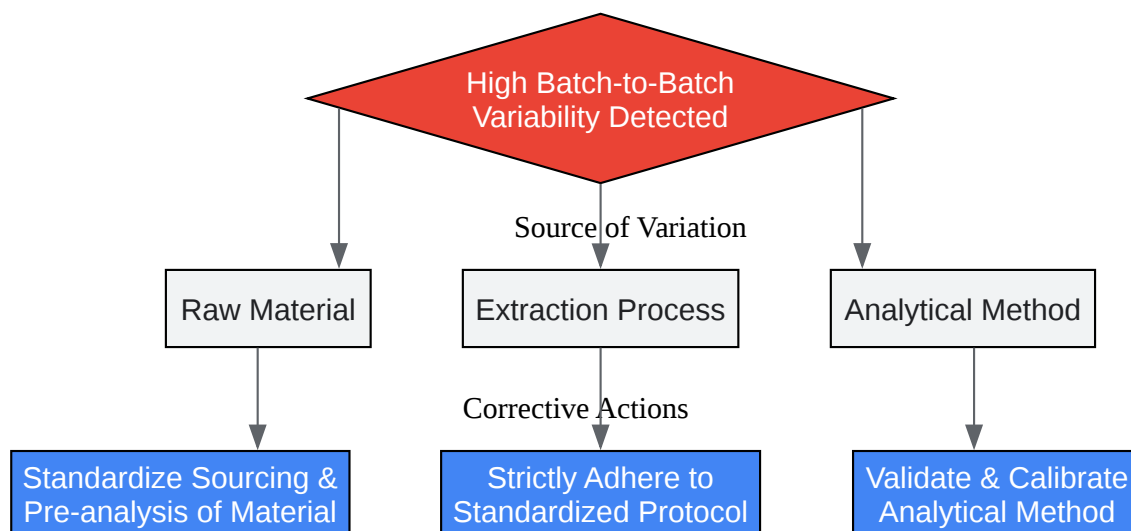 High Batch-to-Batch
Variability Detected
Source of Variation
Raw Material
Extraction Process
Analytical Method
Corrective Actions
Standardize Sourcing &
Pre-analysis of Material
Strictly Adhere to
Standardized Protocol
Validate & Calibrate
Analytical Method